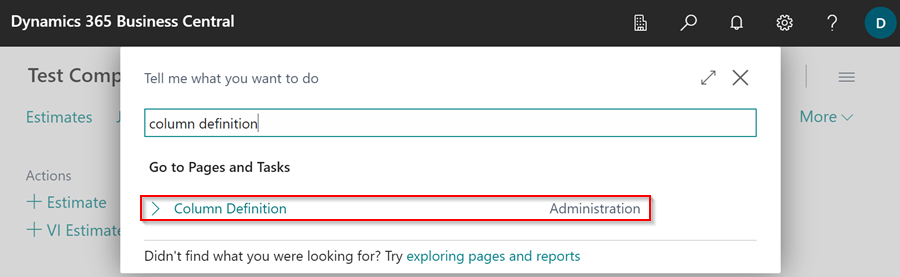 Dynamics 365 Business Central
D
Test Comp
Tell me what you want to do
column definition
Estimates
More
Go to Pages and Tasks
Actions
Column Definition Administration
+ Estimate
+ VI Estimate
Didn't find what you were looking for? Try exploring pages and reports